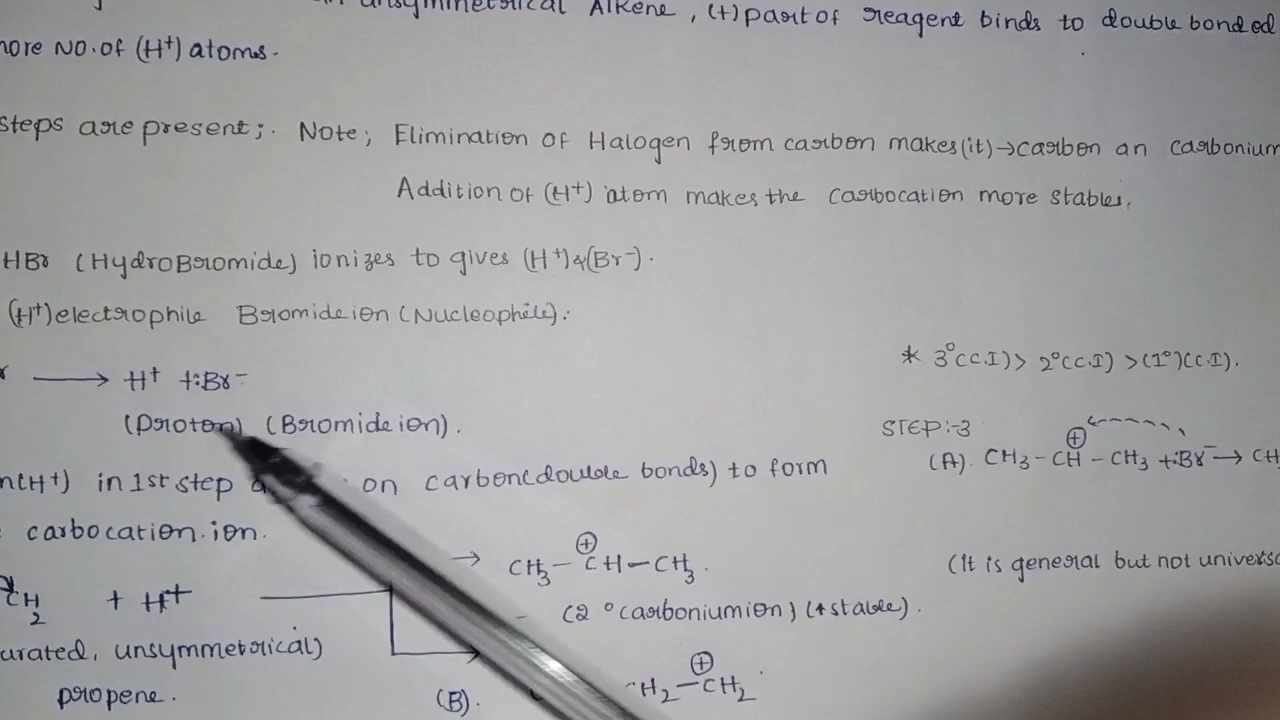 unsymmetrical Alkene, (+) part of reagent binds to double bonded
more NO. of (H⁺) atoms.
steps are present;. Note; Elimination of Halogen from carbon makes (it) → carbon an carbonium
Addition of (H⁺) atom makes the carbocation more stable.
HBr (HydroBromide) ionizes to gives (H⁺) & (Br⁻).
(H⁺) electrophile Bromide ion (Nucleophile).
* 3° (C.I) > 2° (C.I) > (1°) (C.I).
⟶ H⁺ + :Br⁻
(Proton) (Bromide ion).
STEP:-3
(A). CH₃ - CH⊕ - CH₃ + :Br⁻ → CH
(H⁺) in 1st step on carbon (double bonds) to form
carbocation. ion.
→ CH₃ - CH⊕ - CH₃.
(It is general but not univers
CH₂ + H⁺
(2° carboniumion) (↑ stable).
unsymmetrical)
propene.
(B). H₂ - CH₂⊕